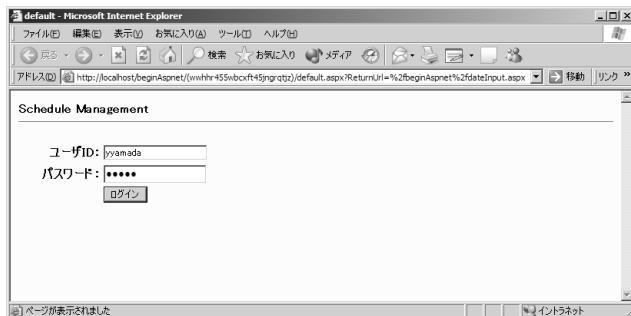 default - Microsoft Internet Explorer
ファイル(F) 編集(E) 表示(V) お気に入り(A) ツール(T) ヘルプ(H)
戻る 検索 お気に入り メディア
アドレス(D) http://localhost/beginAspnet/(wwhhr455wbcxft45jngrqtjz)/default.aspx?ReturnUrl=%2fbeginAspnet%2fdateInput.aspx 移動 リンク »
Schedule Management
ユーザID: yyamada
パスワード: •••••
ログイン
ページが表示されました イントラネット